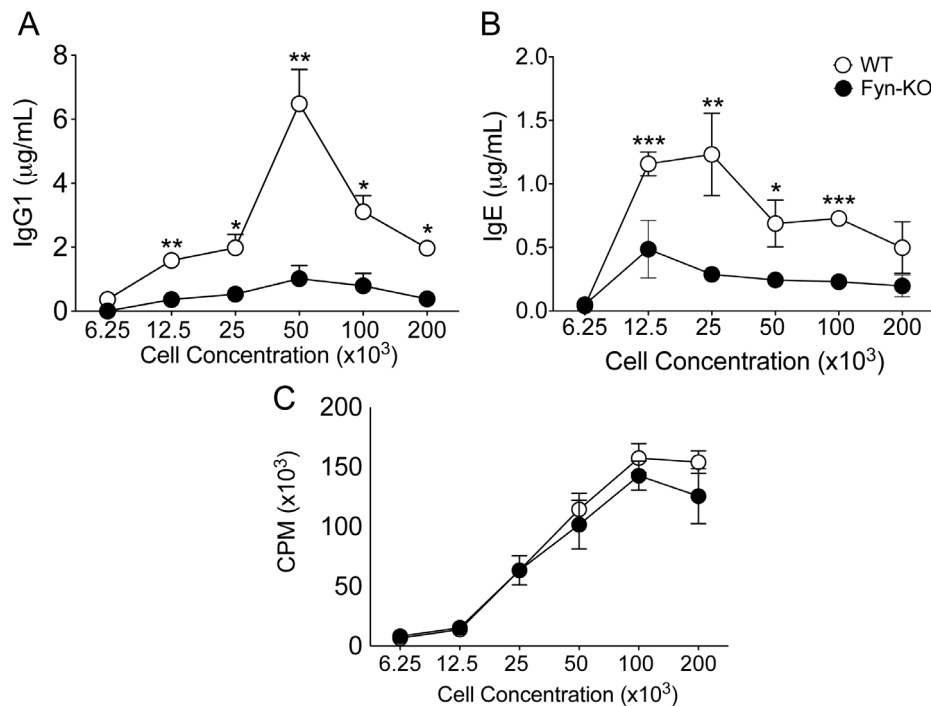 A
IgG1 (μg/mL)
8
6
4
2
0
**
*
**
*
*
6.25 12.5 25 50 100 200
Cell Concentration (x10³)
B
IgE (μg/mL)
2.0
1.5
1.0
0.5
0.0
***
**
*
***
WT
Fyn-KO
6.25 12.5 25 50 100 200
Cell Concentration (x10³)
C
CPM (x10³)
200
150
100
50
0
6.25 12.5 25 50 100 200
Cell Concentration (x10³)